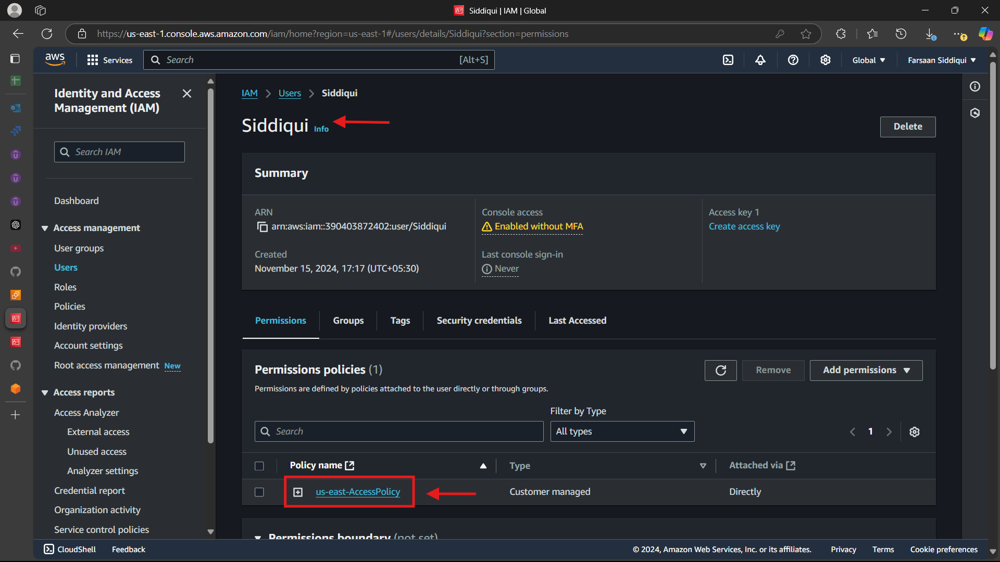 Siddiqui | IAM | Global
https://us-east-1.console.aws.amazon.com/iam/home?region=us-east-1#/users/details/Siddiqui?section=permissions
aws
Services
Search [Alt+S]
Global
Farsaan Siddiqui
Identity and Access
Management (IAM)
Search IAM
Dashboard
Access management
User groups
Users
Roles
Policies
Identity providers
Account settings
Root access management New
Access reports
Access Analyzer
External access
Unused access
Analyzer settings
Credential report
Organization activity
Service control policies
IAM > Users > Siddiqui
Siddiqui Info
Delete
Summary
ARN
arn:aws:iam::390403872402:user/Siddiqui
Created
November 15, 2024, 17:17 (UTC+05:30)
Console access
Enabled without MFA
Last console sign-in
Never
Access key 1
Create access key
Permissions
Groups
Tags
Security credentials
Last Accessed
Permissions policies (1)
Remove
Add permissions
Permissions are defined by policies attached to the user directly or through groups.
Filter by Type
Search
All types
1
Policy name
Type
Attached via
us-east-AccessPolicy
Customer managed
Directly
Permissions boundary (not set)
CloudShell
Feedback
© 2024, Amazon Web Services, Inc. or its affiliates.
Privacy
Terms
Cookie preferences